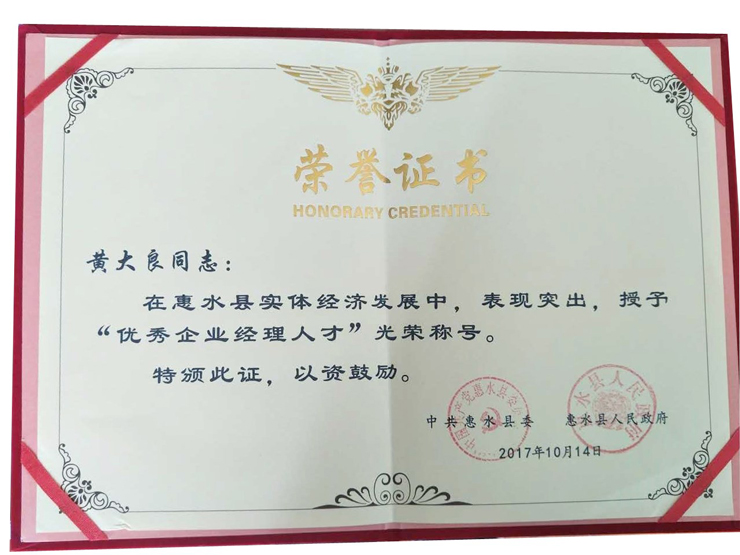 荣誉证书
HONORARY CREDENTIAL
黄大良同志：
在惠水县实体经济发展中，表现突出，授予
“优秀企业经理人才”光荣称号。
特颁此证，以资鼓励。
中共惠水县委 惠水县人民政府
2017年10月14日